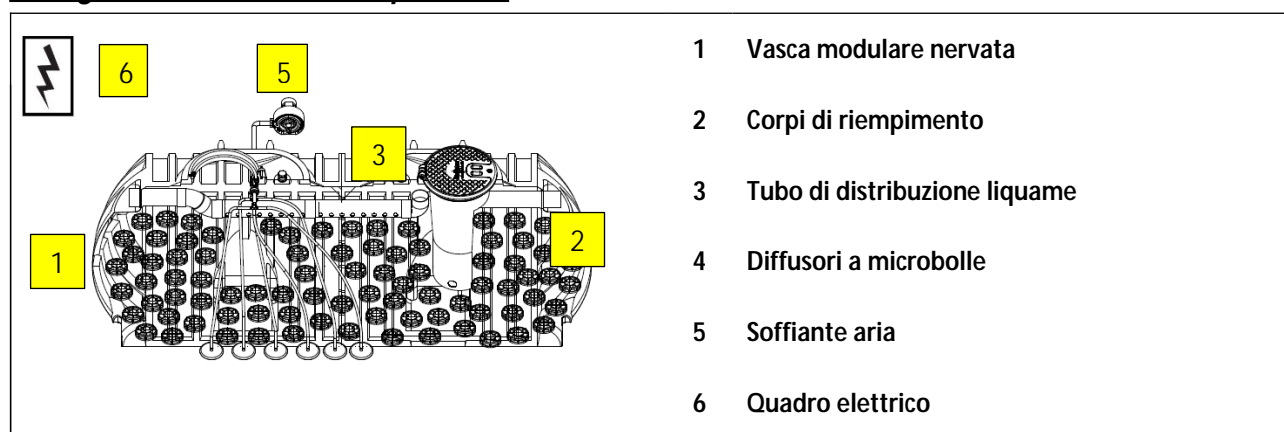 6
5
3
1
2
1 Vasca modulare nervata
2 Corpi di riempimento
3 Tubo di distribuzione liquame
4 Diffusori a microbolle
5 Soffiante aria
6 Quadro elettrico